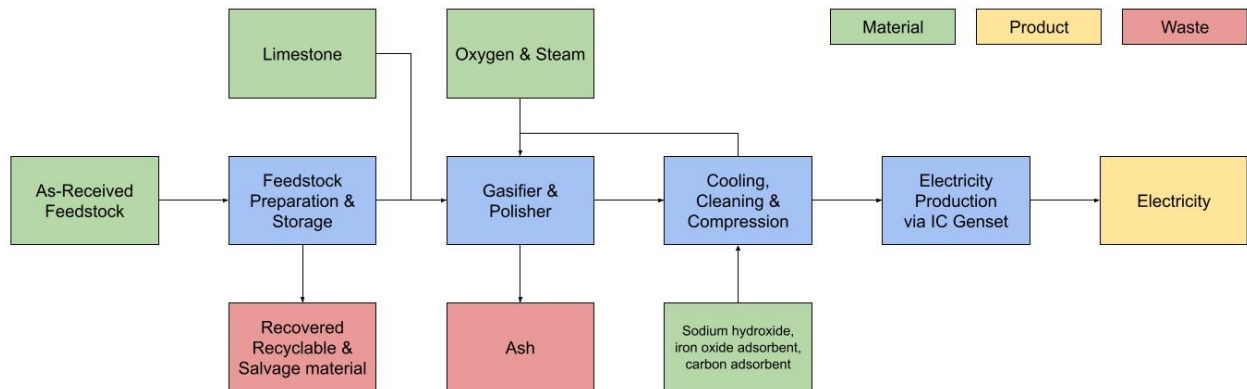 Limestone
Oxygen & Steam
Material
Product
Waste
As-Received
Feedstock
Feedstock
Preparation &
Storage
Gasifier &
Polisher
Cooling,
Cleaning &
Compression
Electricity
Production
via IC Genset
Electricity
Recovered
Recyclable &
Salvage material
Ash
Sodium hydroxide,
iron oxide adsorbent,
carbon adsorbent